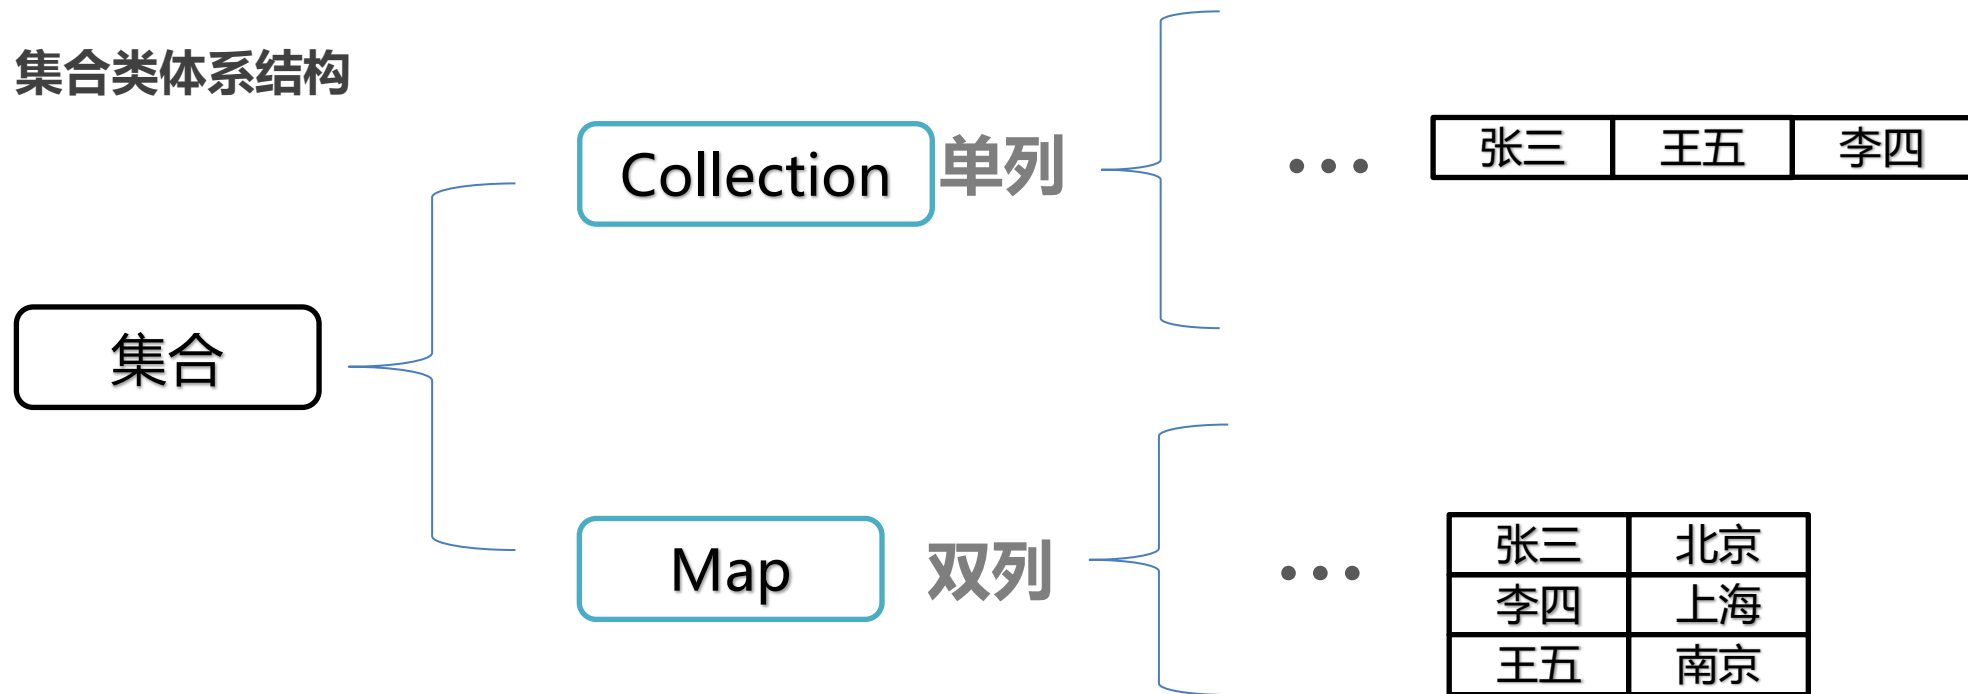 集合类体系结构
Collection 单列
... 张三 王五 李四
集合
Map 双列
... 张三 北京
李四 上海
王五 南京